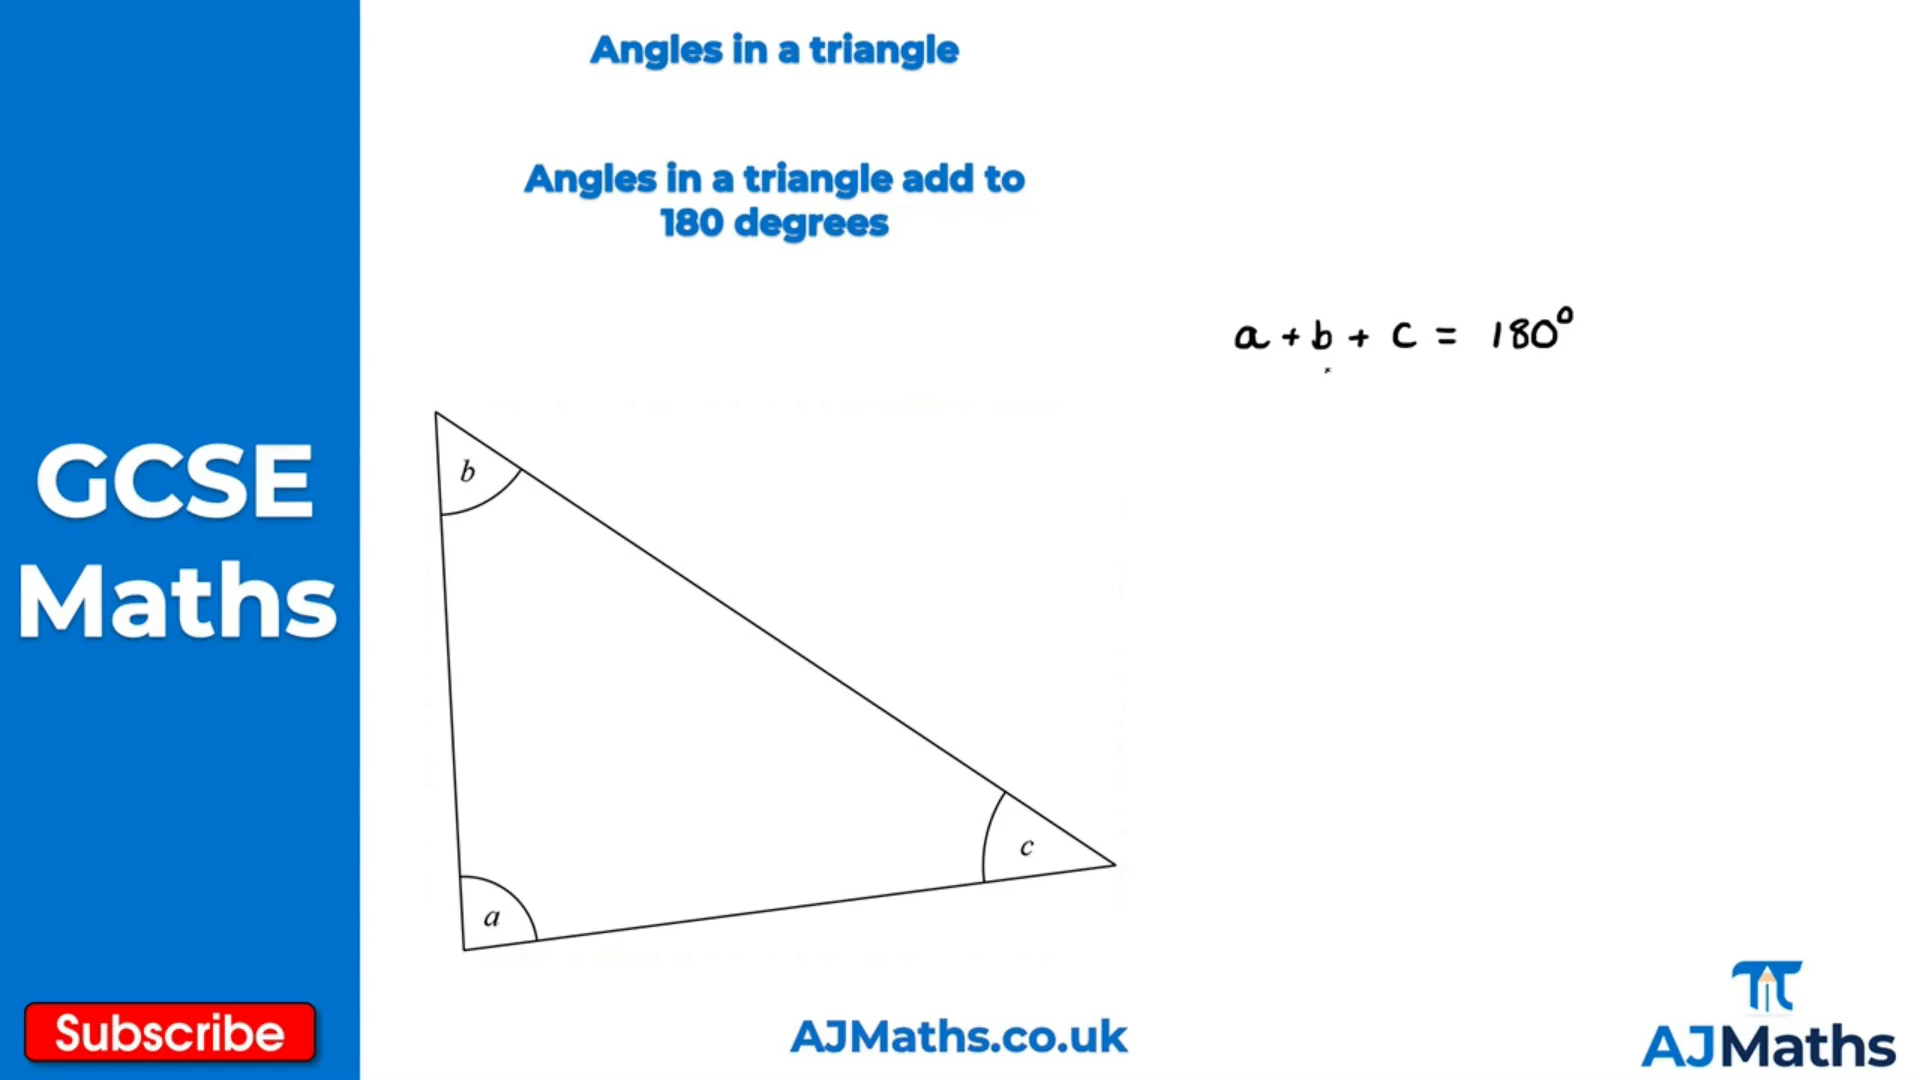 Angles in a triangle
Angles in a triangle add to
180 degrees
a + b + c = 180°
b
c
a
GCSE
Maths
Subscribe
AJMaths.co.uk
AJMaths